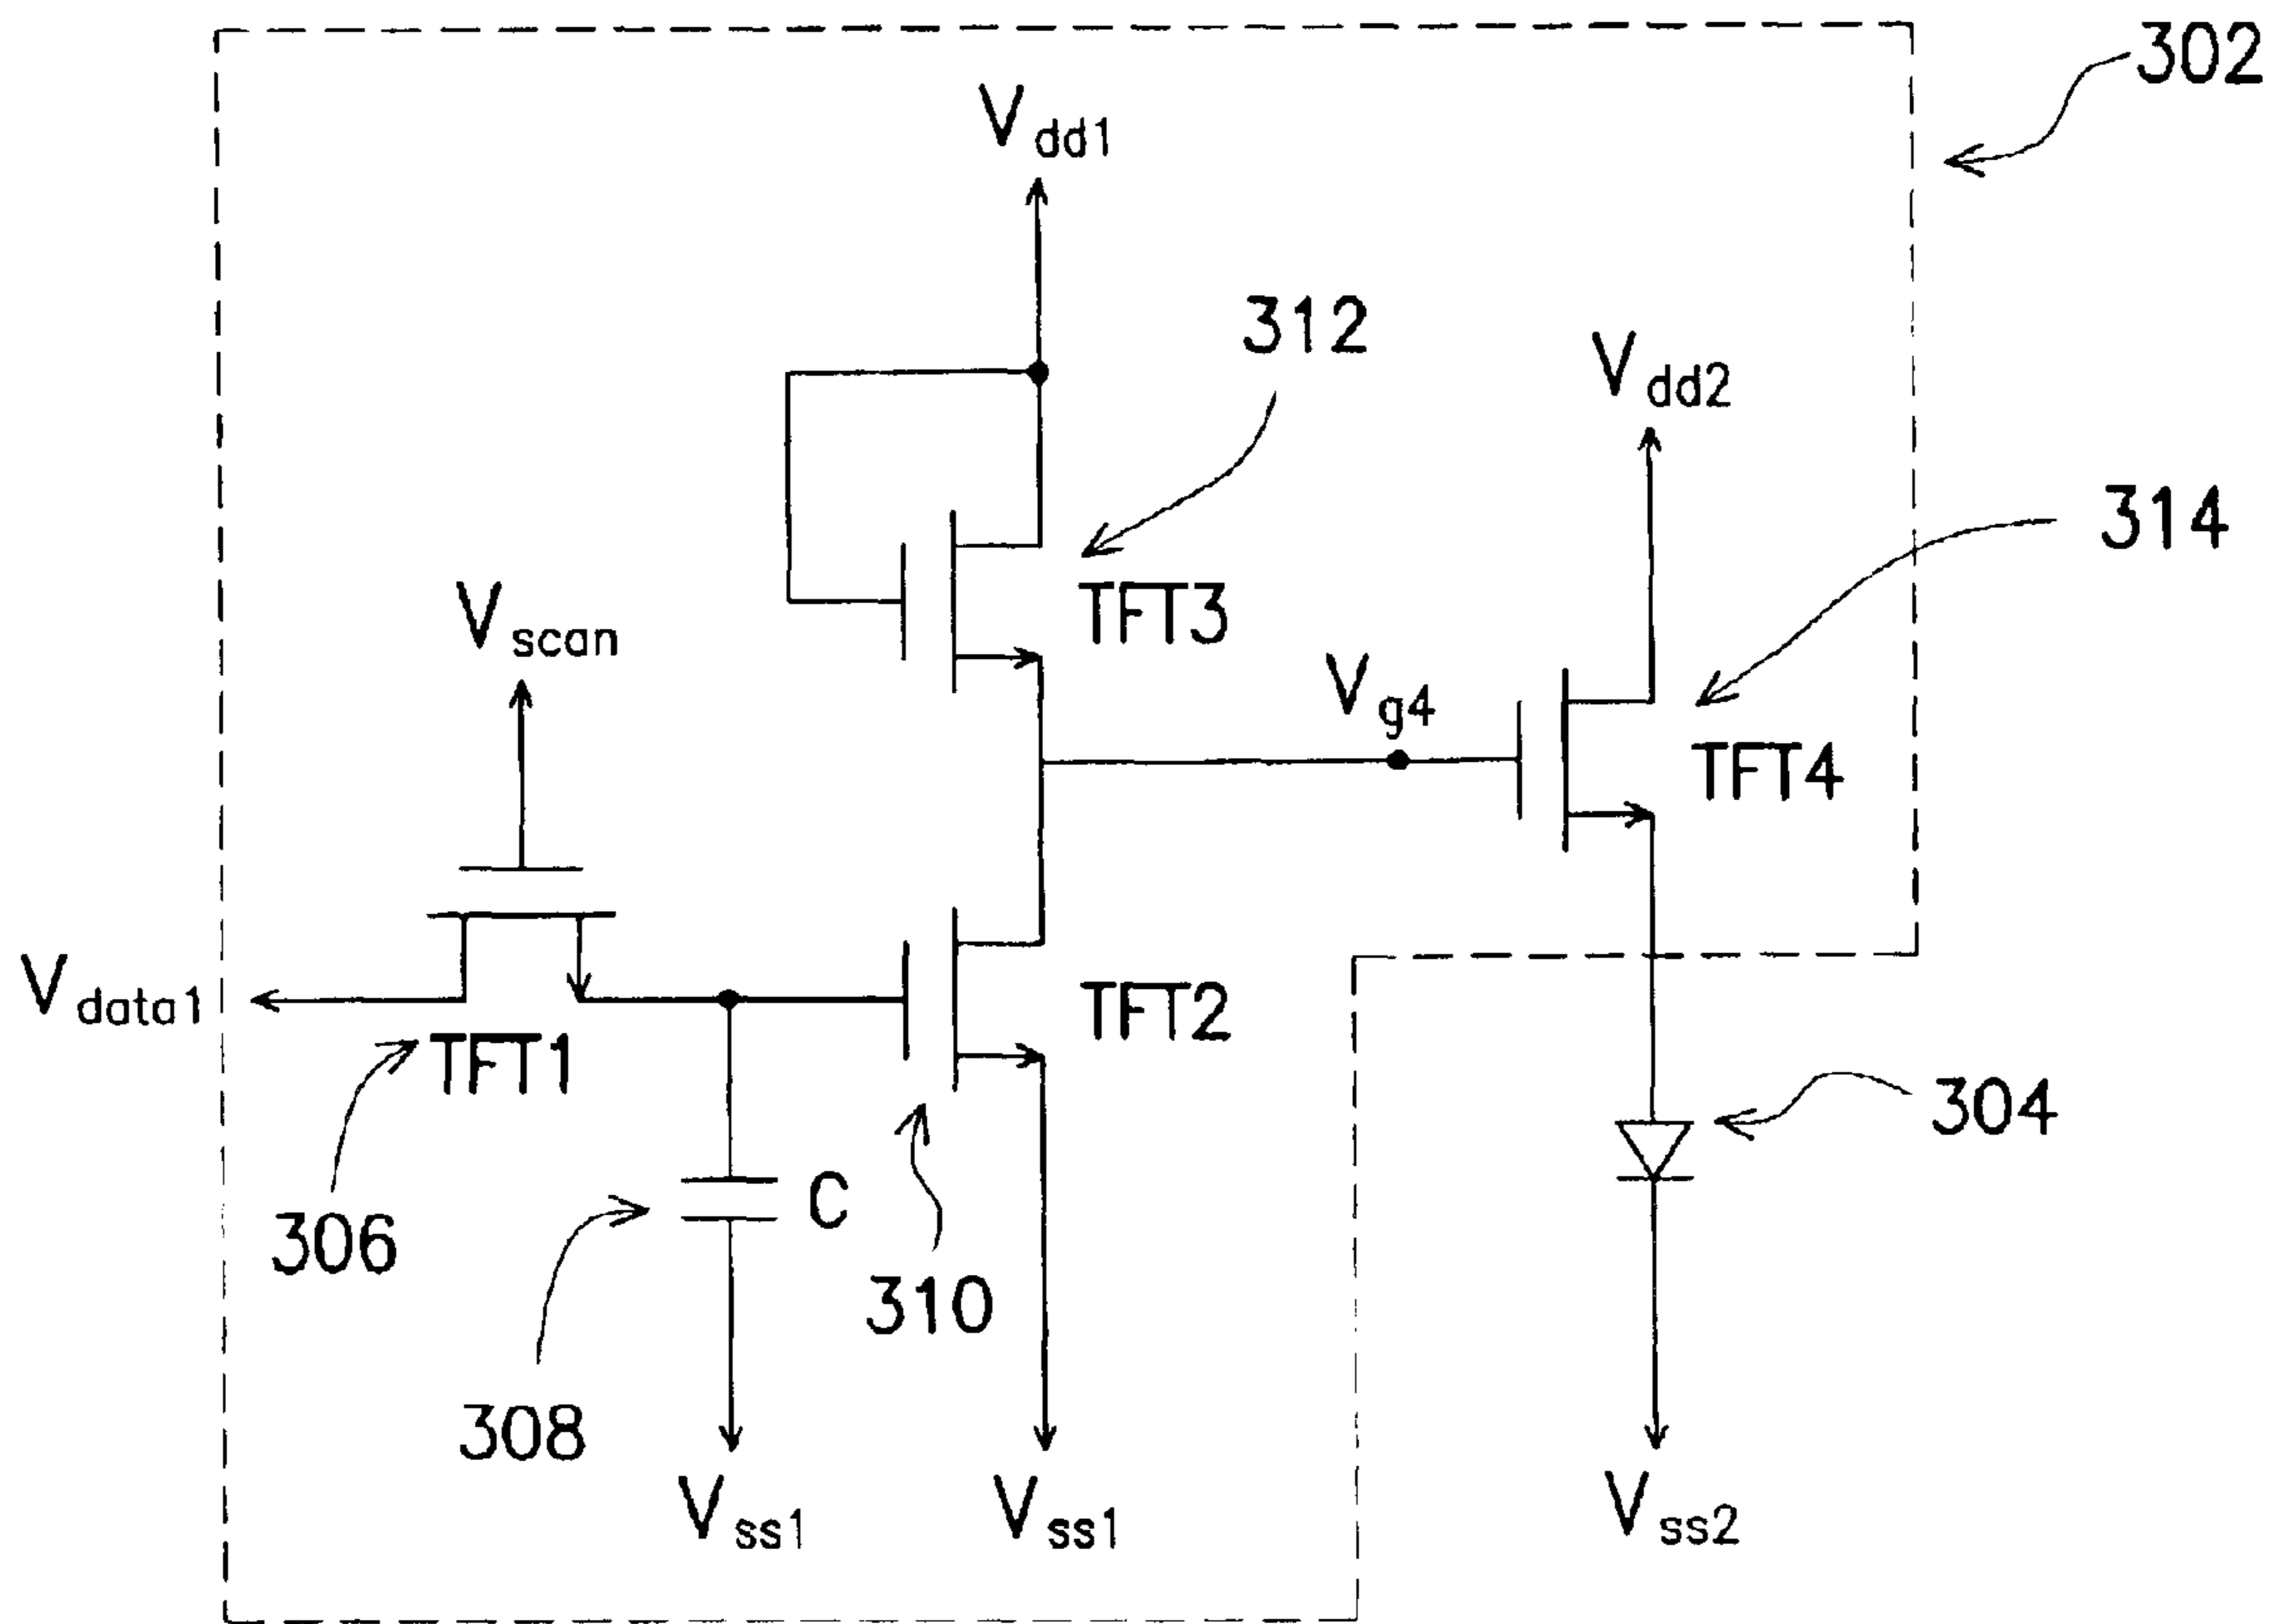 302
Vdd1
312
Vdd2
314
Vscan
TFT3
Vg4
TFT4
Vdata1
TFT1
TFT2
304
306
308
C
310
Vss1
Vss1
Vss2